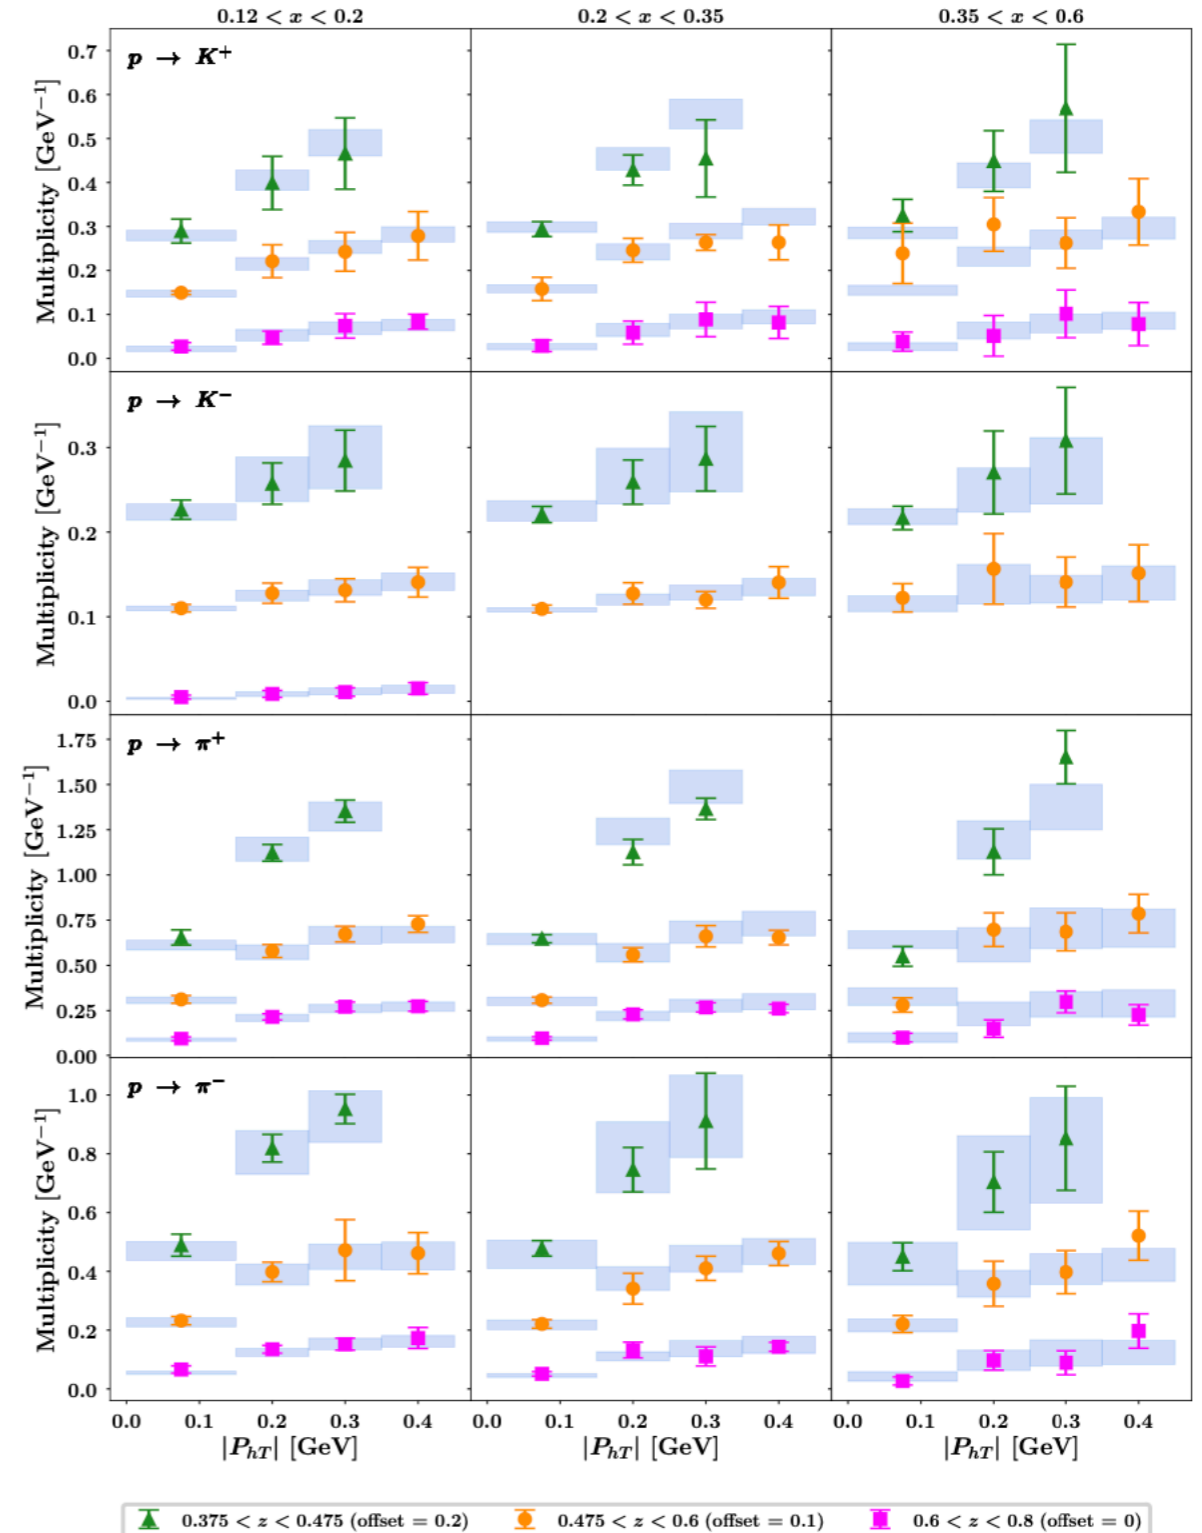 0.12 < x < 0.2 0.2 < x < 0.35 0.35 < x < 0.6
p → K+
Multiplicity [GeV−1]
0.7
0.6
0.5
0.4
0.3
0.2
0.1
0.0
p → K−
Multiplicity [GeV−1]
0.3
0.2
0.1
0.0
p → π+
Multiplicity [GeV−1]
1.75
1.50
1.25
1.00
0.75
0.50
0.25
0.00
p → π−
Multiplicity [GeV−1]
1.0
0.8
0.6
0.4
0.2
0.0
0.0 0.1 0.2 0.3 0.4 0.0 0.1 0.2 0.3 0.4 0.0 0.1 0.2 0.3 0.4
|PhT| [GeV] |PhT| [GeV] |PhT| [GeV]
0.375 < z < 0.475 (offset = 0.2) 0.475 < z < 0.6 (offset = 0.1) 0.6 < z < 0.8 (offset = 0)